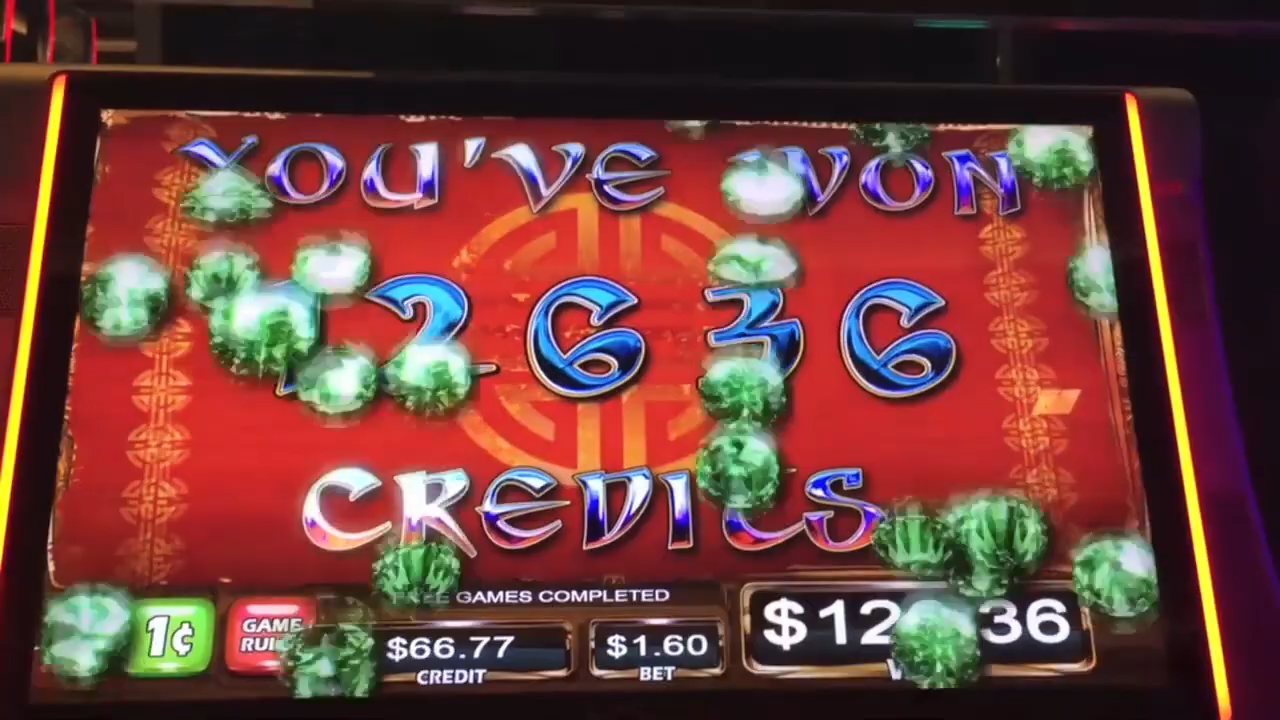 YOU'VE WON
2636
CREDITS
FREE GAMES COMPLETED
1¢
GAME
RULES
$66.77
CREDIT
$1.60
BET